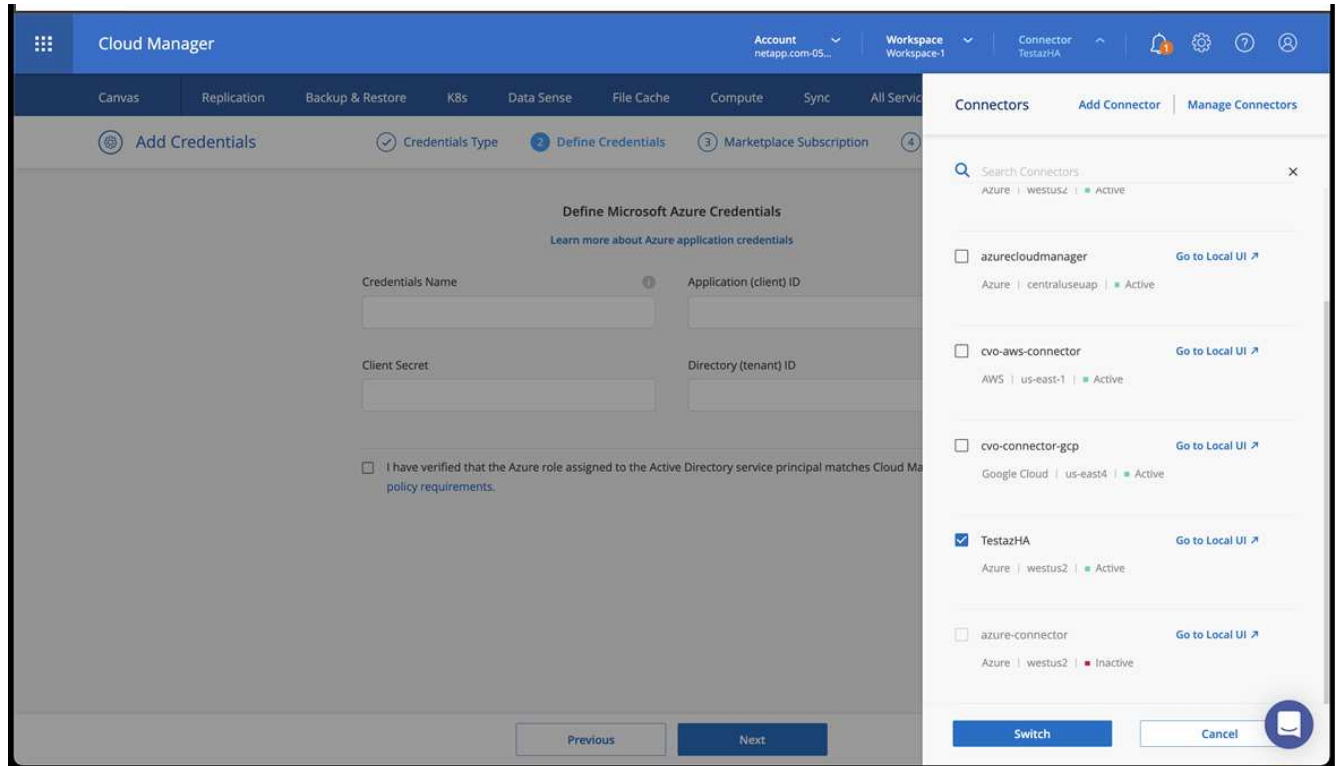 Cloud Manager
Account
netapp.com-05...
Workspace
Workspace-1
Connector
TestazHA
1
Canvas Replication Backup & Restore K8s Data Sense File Cache Compute Sync All Servic
Add Credentials
Credentials Type
2 Define Credentials
3 Marketplace Subscription
4
Define Microsoft Azure Credentials
Learn more about Azure application credentials
Credentials Name
Application (client) ID
Client Secret
Directory (tenant) ID
I have verified that the Azure role assigned to the Active Directory service principal matches Cloud Ma
policy requirements.
Previous
Next
Connectors
Add Connector | Manage Connectors
Search Connectors
Azure | westus2 | Active
azurecloudmanager Go to Local UI
Azure | centraluseuap | Active
cvo-aws-connector Go to Local UI
AWS | us-east-1 | Active
cvo-connector-gcp Go to Local UI
Google Cloud | us-east4 | Active
TestazHA Go to Local UI
Azure | westus2 | Active
azure-connector Go to Local UI
Azure | westus2 | Inactive
Switch
Cancel